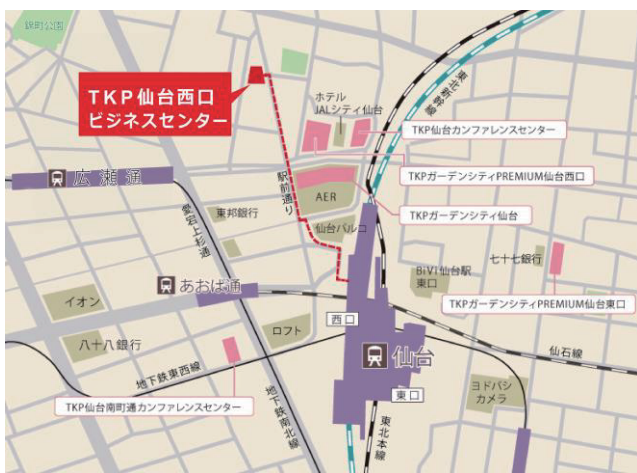 錦町公園
TKP仙台西口
ビジネスセンター
ホテル
JALシティ仙台
東北新幹線
TKP仙台カンファレンスセンター
TKPガーデンシティPREMIUM仙台西口
TKPガーデンシティ仙台
広瀬通
駅前通り
愛宕上杉通
東邦銀行
AER
仙台パルコ
あおば通
BiVi仙台駅
東口
七十七銀行
TKPガーデンシティPREMIUM仙台東口
イオン
八十八銀行
ロフト
西口
仙台
仙石線
地下鉄東西線
東口
ヨドバシ
カメラ
TKP仙台南町通カンファレンスセンター
地下鉄南北線
東北本線